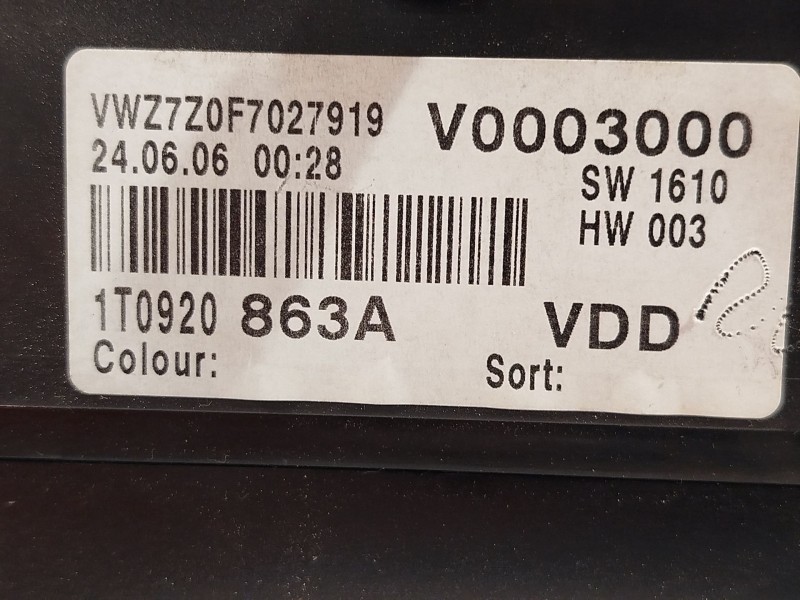 VWZ7Z0F7027919 V0003000
24.06.06 00:28 SW 1610
HW 003
1T0920 863A VDD
Colour: Sort: